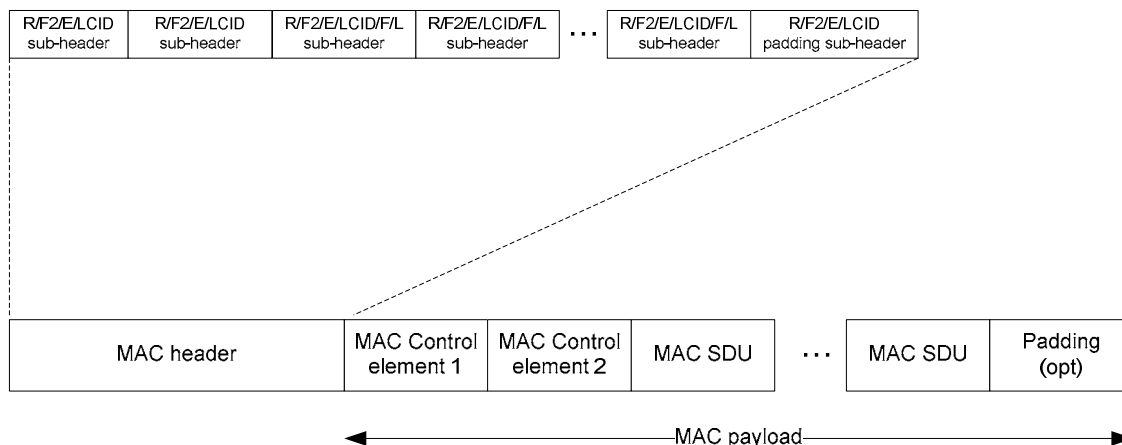 R/F2/E/LCID
sub-header
R/F2/E/LCID
sub-header
R/F2/E/LCID/F/L
sub-header
R/F2/E/LCID/F/L
sub-header
...
R/F2/E/LCID/F/L
sub-header
R/F2/E/LCID
padding sub-header
MAC header
MAC Control
element 1
MAC Control
element 2
MAC SDU
...
MAC SDU
Padding
(opt)
MAC payload